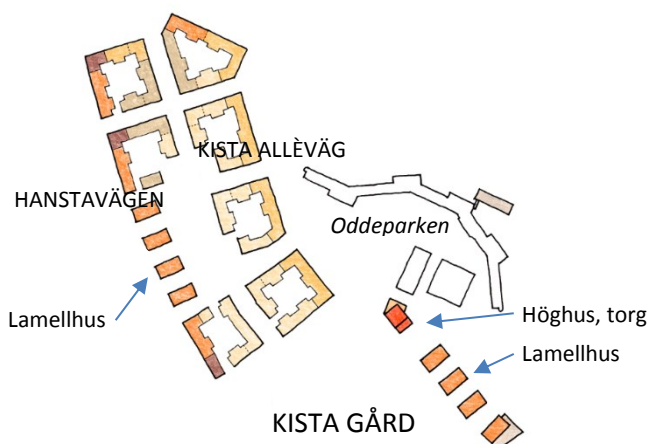 KISTA ALLÈVÄG
HANSTAVÄGEN
Oddeparken
Lamellhus
Höghus, torg
Lamellhus
KISTA GÅRD